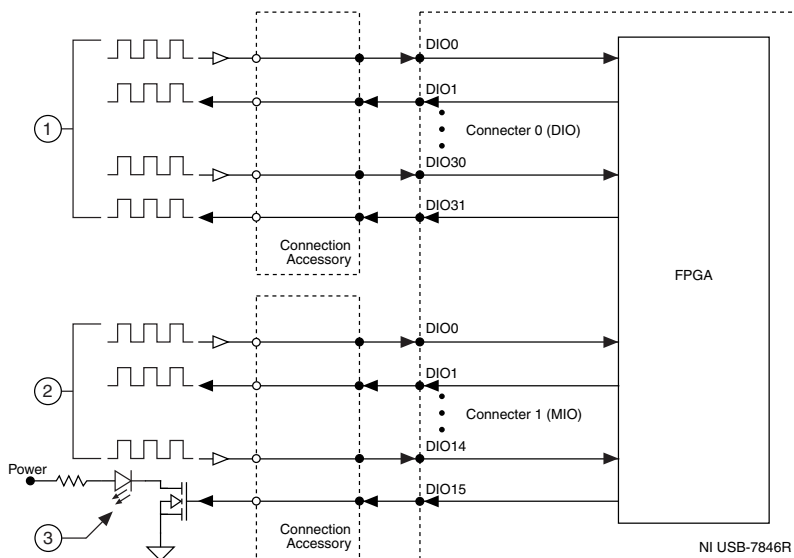 DIO0
DIO1
Connecter 0 (DIO)
1
DIO30
DIO31
Connection
Accessory
FPGA
DIO0
DIO1
2
Connecter 1 (MIO)
DIO14
Power
DIO15
3
Connection
Accessory
NI USB-7846R